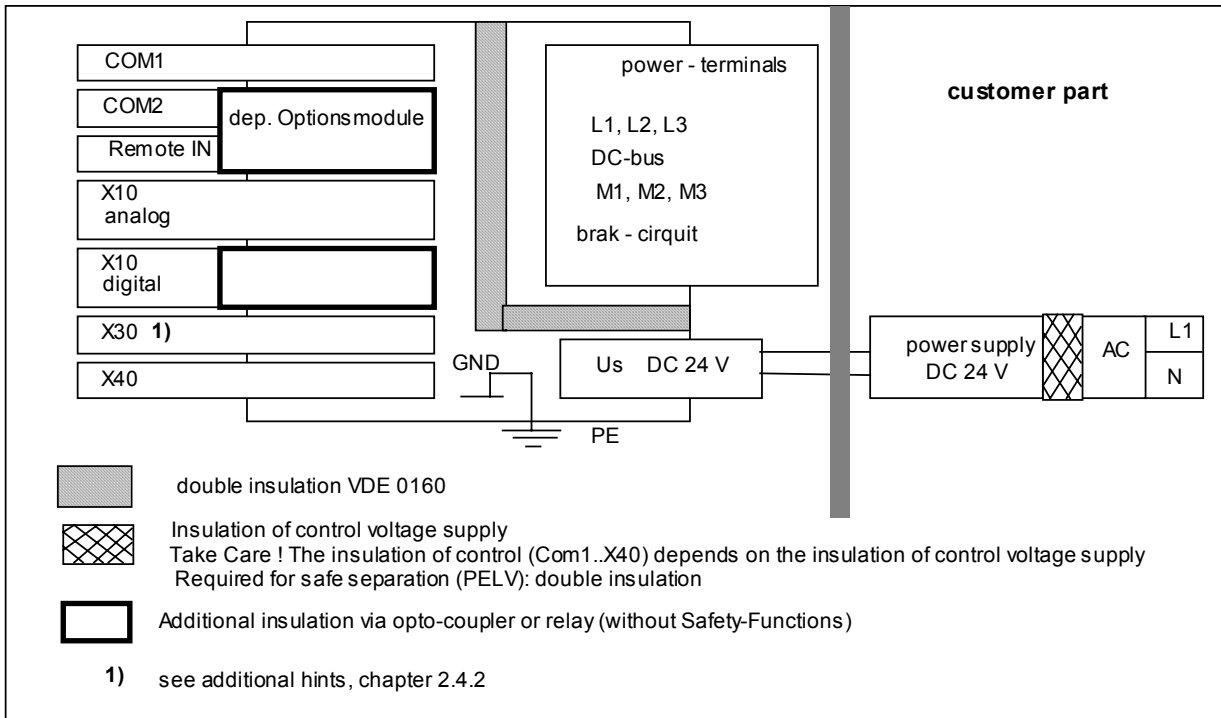 COM1
COM2
Remote IN
dep. Optionsmodule
X10
analog
X10
digital
X30 1)
X40
power - terminals
L1, L2, L3
DC-bus
M1, M2, M3
brak - cirquit
GND
PE
Us DC 24 V
customer part
power supply
DC 24 V
AC
L1
N
double insulation VDE 0160
Insulation of control voltage supply
Take Care ! The insulation of control (Com1..X40) depends on the insulation of control voltage supply
Required for safe separation (PELV): double insulation
Additional insulation via opto-coupler or relay (without Safety-Functions)
1) see additional hints, chapter 2.4.2